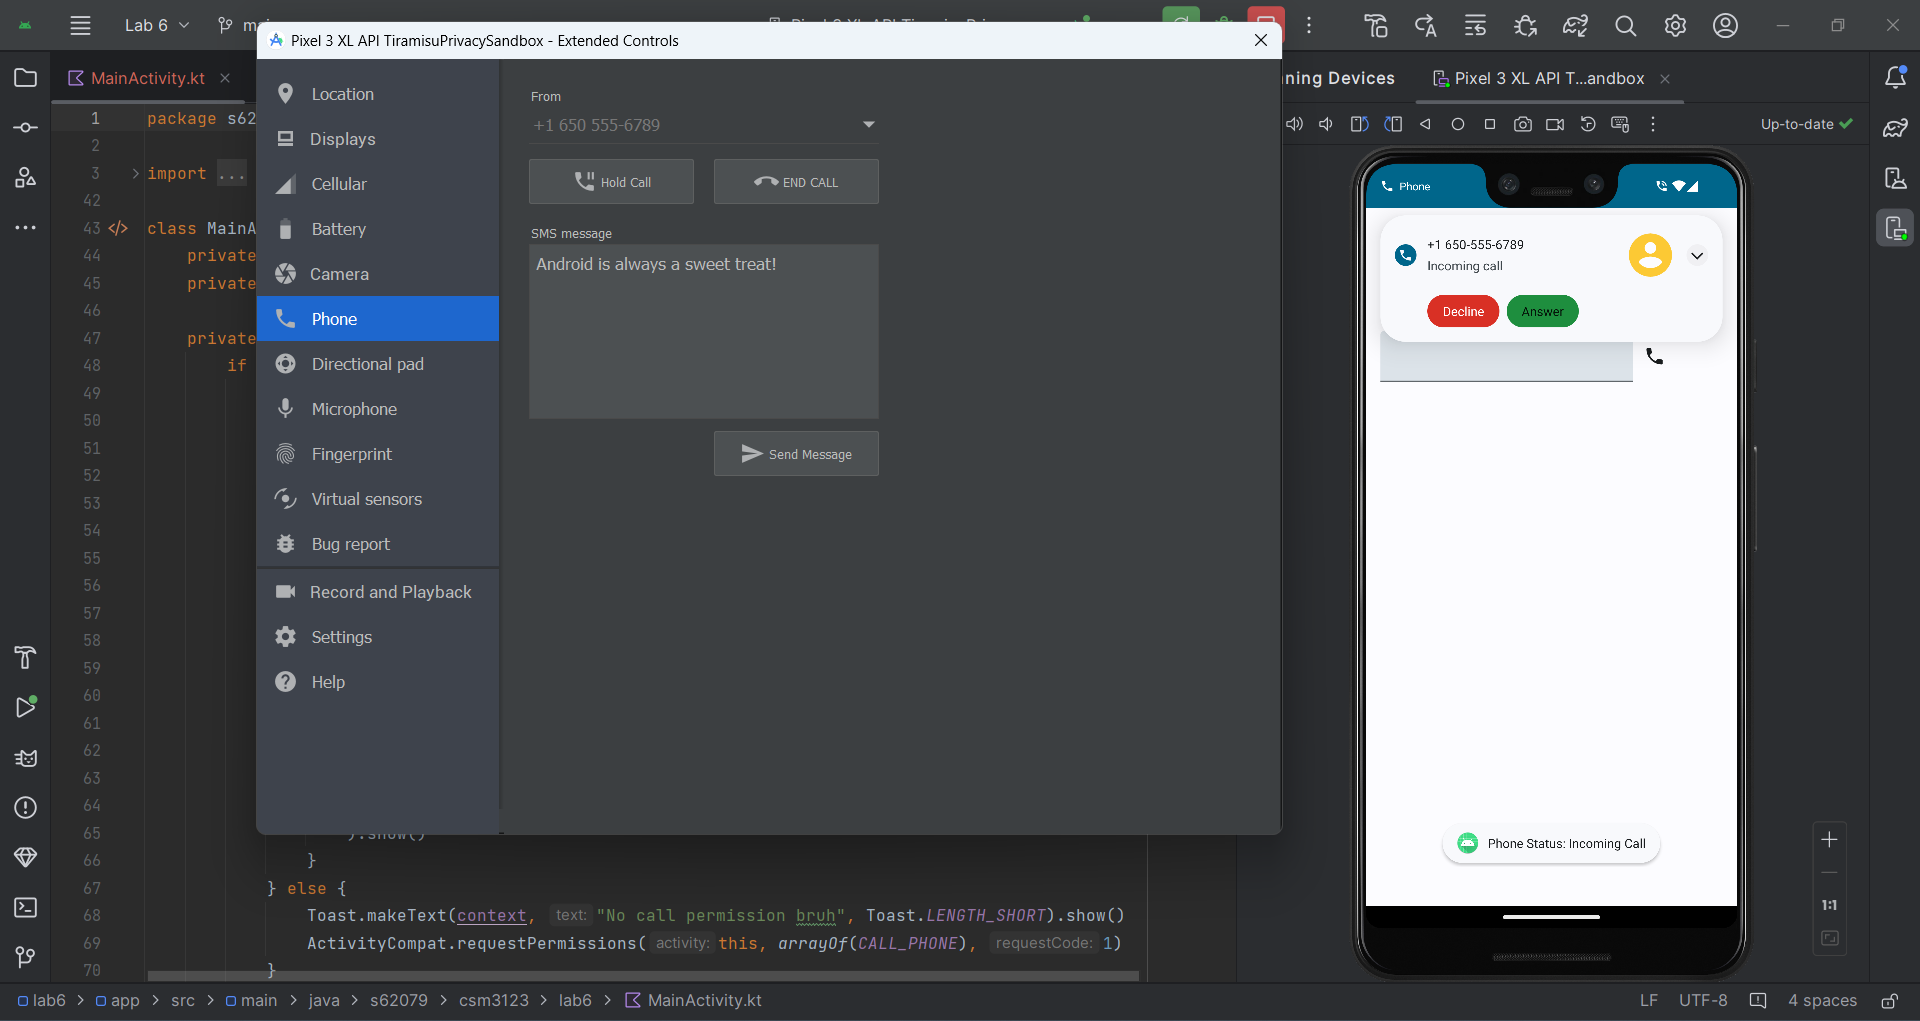 Lab 6
Pixel 3 XL API TiramisuPrivacySandbox - Extended Controls
MainActivity.kt
ning Devices
Pixel 3 XL API T...andbox
Up-to-date
1 package s62
2
3 import ...
42
43 class MainA
44 private
45 private
46
47 private
48 if
49
50
51
52
53
54
55
56
57
58
59
60
61
62
63
64
65 ).show()
66 }
67 } else {
68 Toast.makeText(context, text: "No call permission bruh", Toast.LENGTH_SHORT).show()
69 ActivityCompat.requestPermissions( activity: this, arrayOf(CALL_PHONE), requestCode: 1)
70 }
Location
Displays
Cellular
Battery
Camera
Phone
Directional pad
Microphone
Fingerprint
Virtual sensors
Bug report
Record and Playback
Settings
Help
From
+1 650 555-6789
Hold Call
END CALL
SMS message
Android is always a sweet treat!
Send Message
Phone
+1 650-555-6789
Incoming call
Decline
Answer
Phone Status: Incoming Call
1:1
lab6 > app > src > main > java > s62079 > csm3123 > lab6 > MainActivity.kt
LF
UTF-8
4 spaces